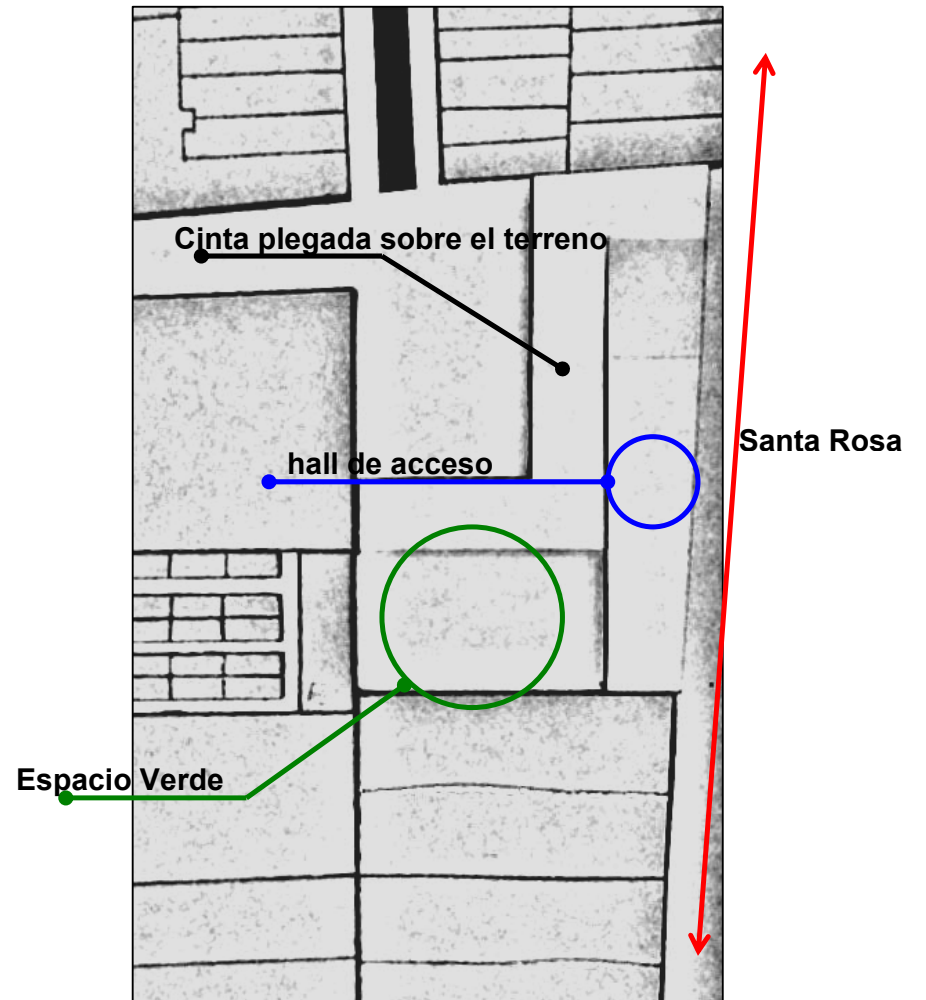 Cinta plegada sobre el terreno
Santa Rosa
hall de acceso
Espacio Verde